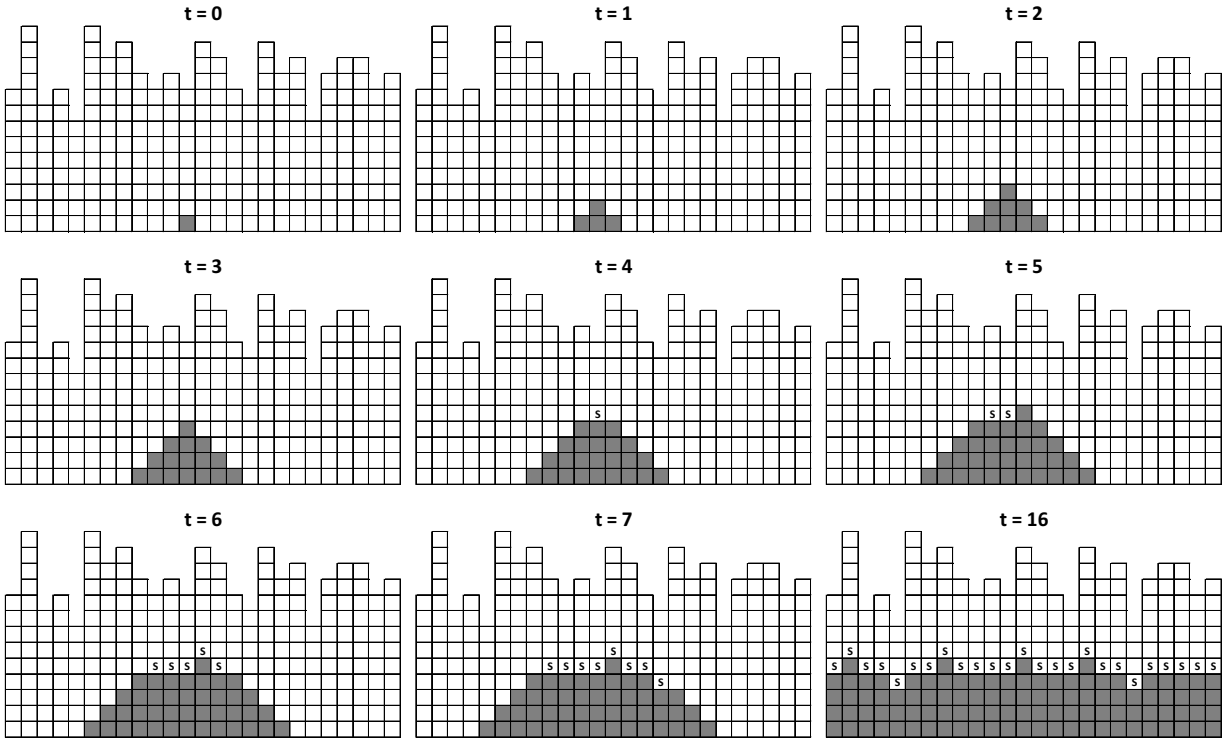 t = 0
t = 1
t = 2
t = 3
t = 4
t = 5
S
S S
t = 6
t = 7
t = 16
S
S S S S
S
S S S S S S
S
S S S S
S S S S S S S S S S S S S S S S S S S
S S